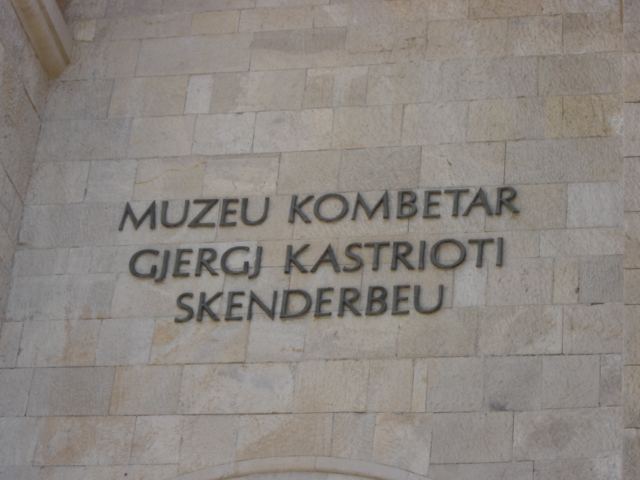 MUZEU KOMBETAR
GJERGJ KASTRIOTI
SKENDERBEU